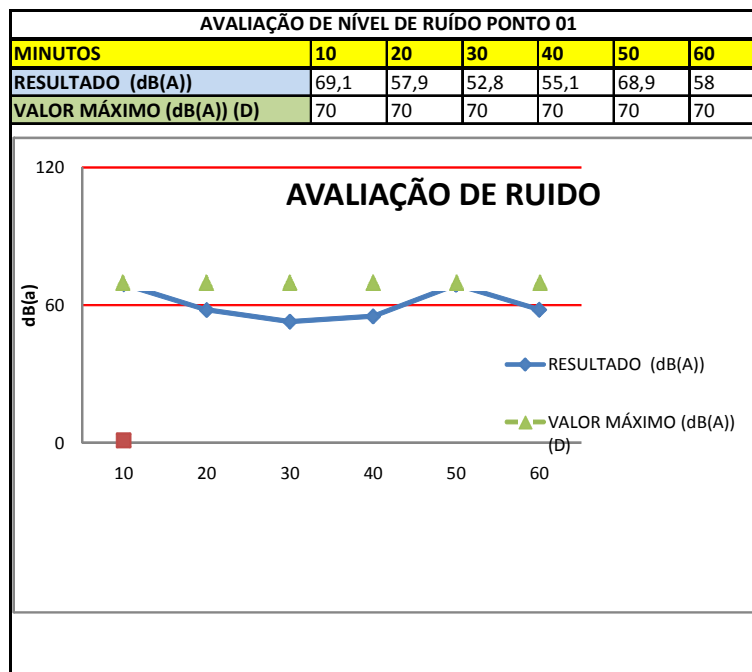 AVALIAÇÃO DE NÍVEL DE RUÍDO PONTO 01
MINUTOS 10 20 30 40 50 60
RESULTADO (dB(A)) 69,1 57,9 52,8 55,1 68,9 58
VALOR MÁXIMO (dB(A)) (D) 70 70 70 70 70 70
AVALIAÇÃO DE RUIDO
120
60
0
dB(a)
10 20 30 40 50 60
RESULTADO (dB(A))
VALOR MÁXIMO (dB(A))
(D)